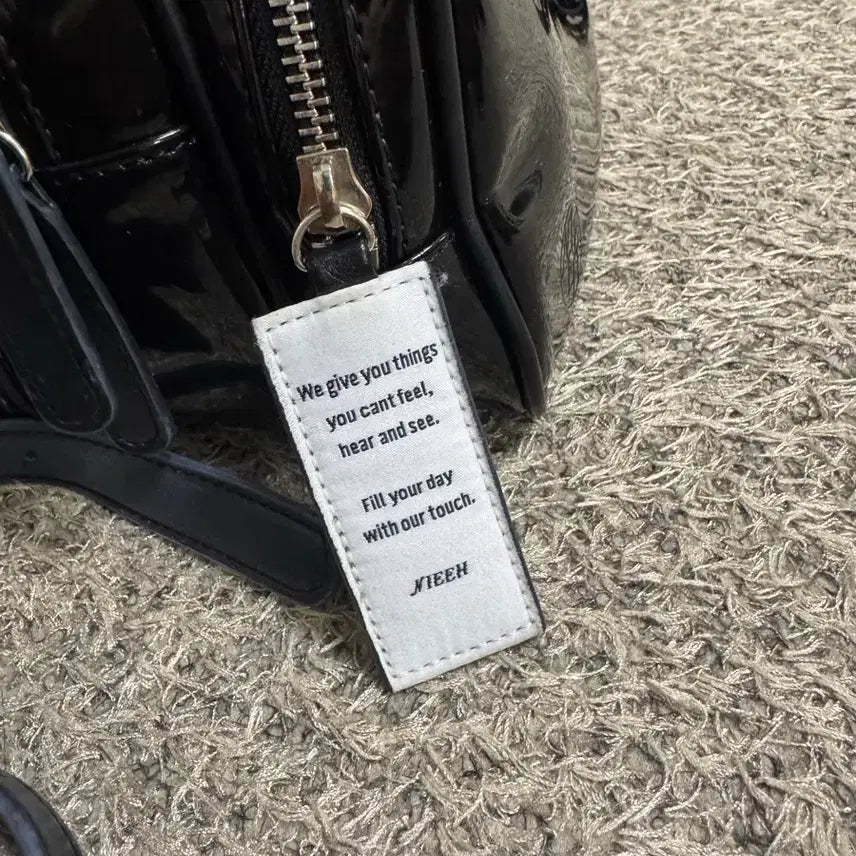 We give you things
you cant feel,
hear and see.
Fill your day
with our touch.
NIEEH